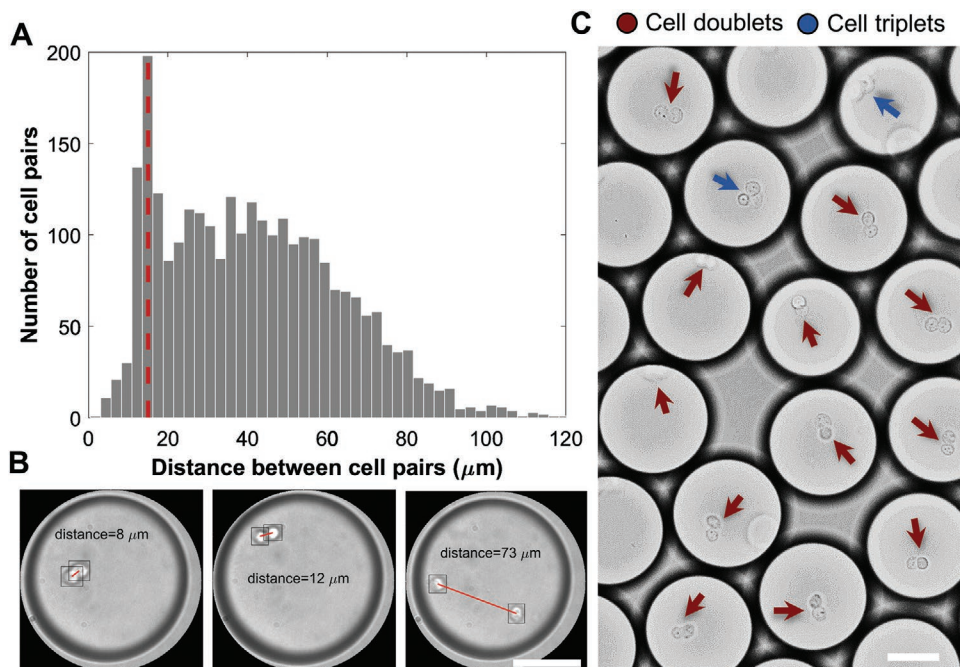 A
Number of cell pairs
200
150
100
50
0
0 20 40 60 80 100 120
Distance between cell pairs (μm)
B
distance=8 μm
distance=12 μm
distance=73 μm
C
Cell doublets Cell triplets